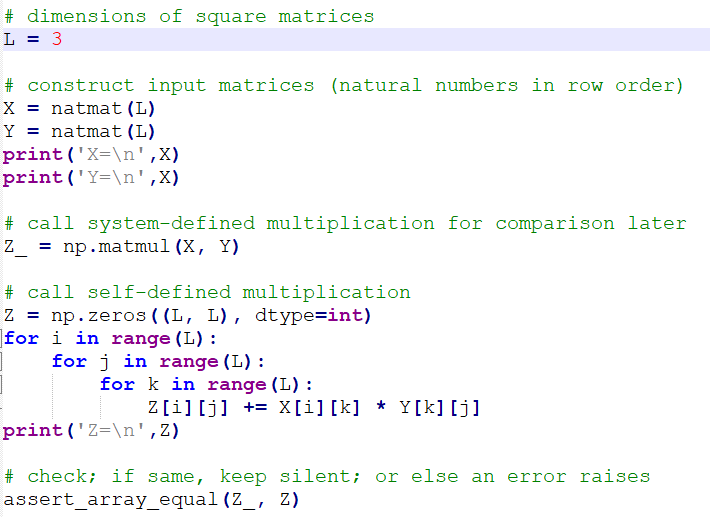 # dimensions of square matrices
L = 3
# construct input matrices (natural numbers in row order)
X = natmat(L)
Y = natmat(L)
print('X=\n',X)
print('Y=\n',X)
# call system-defined multiplication for comparison later
Z_ = np.matmul(X, Y)
# call self-defined multiplication
Z = np.zeros((L, L), dtype=int)
for i in range(L):
    for j in range(L):
        for k in range(L):
            Z[i][j] += X[i][k] * Y[k][j]
print('Z=\n',Z)
# check; if same, keep silent; or else an error raises
assert_array_equal(Z_, Z)